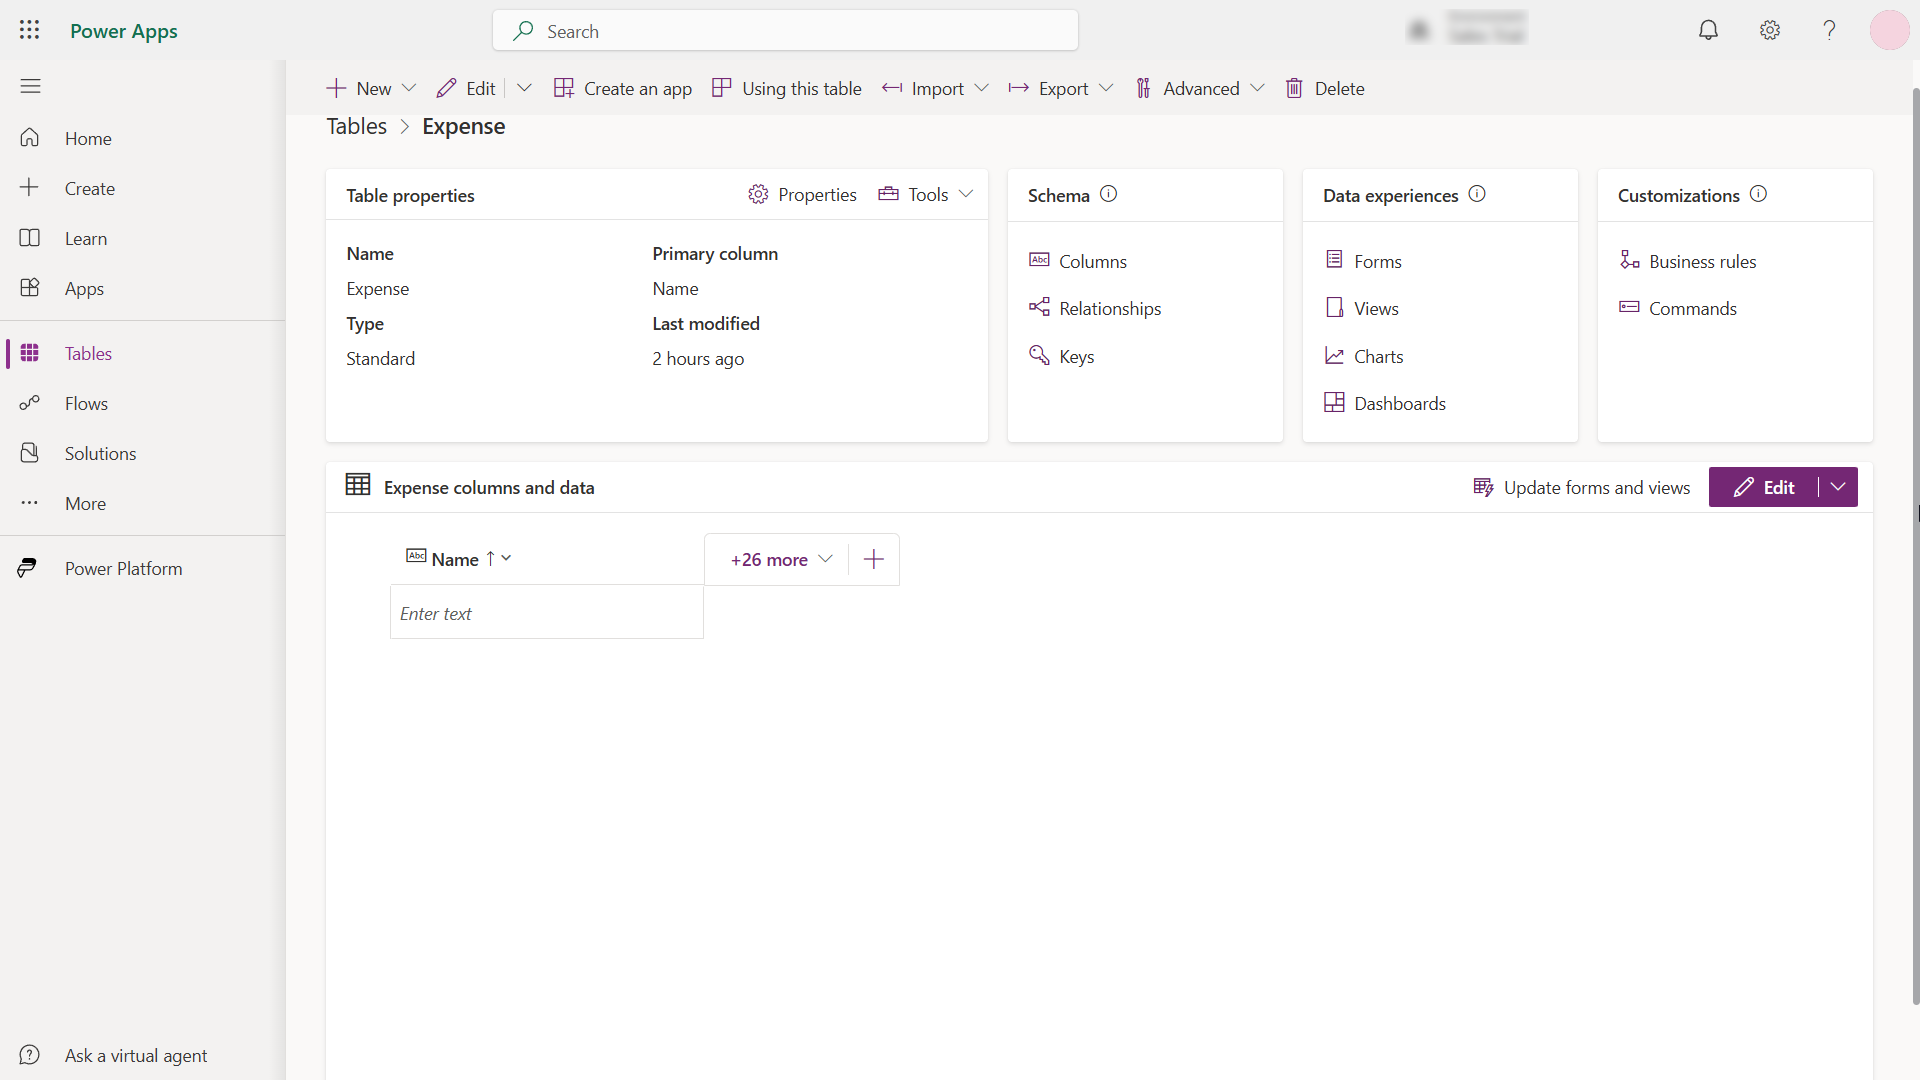 Power Apps
Search
New
Edit
Create an app
Using this table
Import
Export
Advanced
Delete
Home
Create
Learn
Apps
Tables
Flows
Solutions
More
Power Platform
Ask a virtual agent
Tables > Expense
Table properties
Properties
Tools
Name
Primary column
Expense
Name
Type
Last modified
Standard
2 hours ago
Schema
Columns
Relationships
Keys
Data experiences
Forms
Views
Charts
Dashboards
Customizations
Business rules
Commands
Expense columns and data
Update forms and views
Edit
Abc Name ↑
+26 more
Enter text